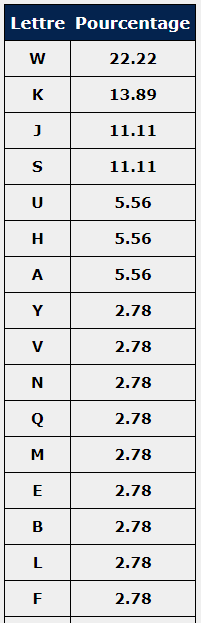 Lettre Pourcentage
W 22.22
K 13.89
J 11.11
S 11.11
U 5.56
H 5.56
A 5.56
Y 2.78
V 2.78
N 2.78
Q 2.78
M 2.78
E 2.78
B 2.78
L 2.78
F 2.78